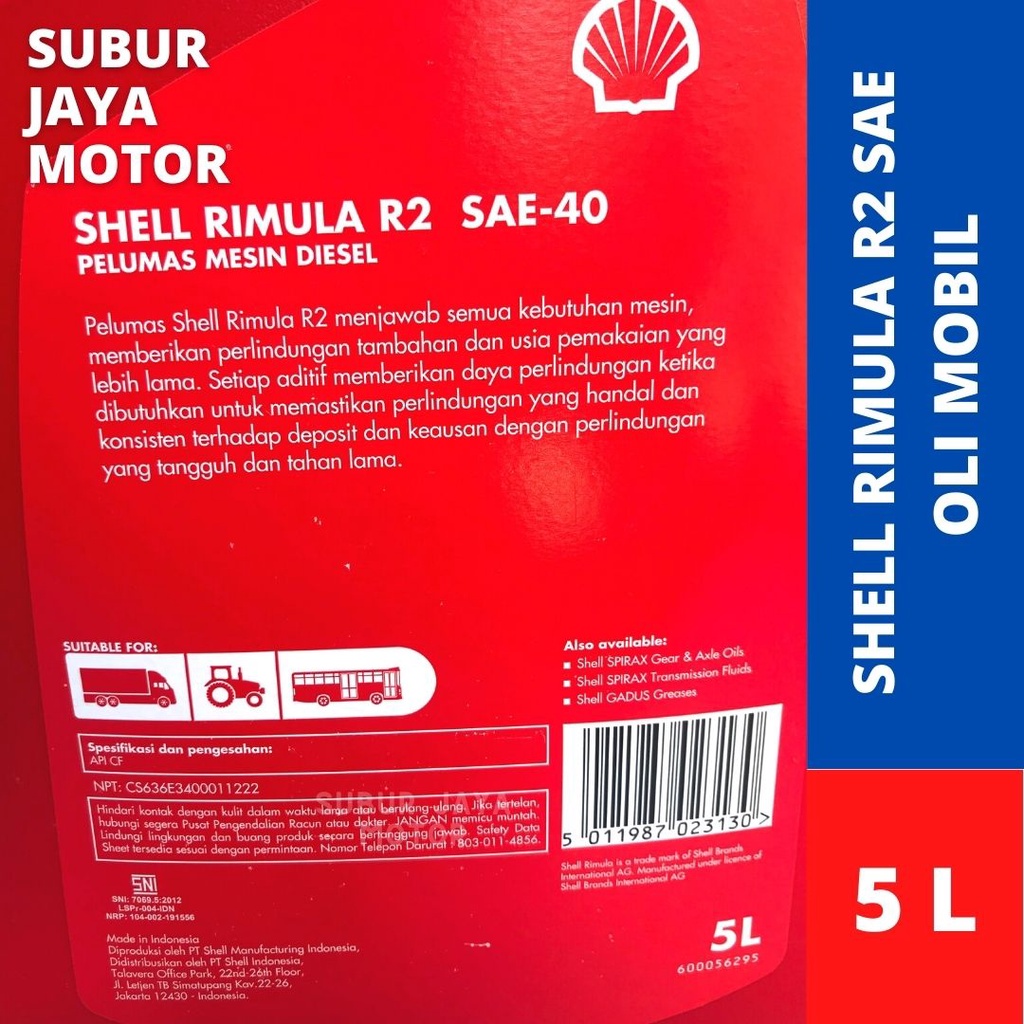 SUBUR
JAYA
MOTOR
SHELL RIMULA R2 SAE-40
PELUMAS MESIN DIESEL
Pelumas Shell Rimula R2 menjawab semua kebutuhan mesin,
memberikan perlindungan tambahan dan usia pemakaian yang
lebih lama. Setiap aditif memberikan daya perlindungan ketika
dibutuhkan untuk memastikan perlindungan yang handal dan
konsisten terhadap deposit dan keausan dengan perlindungan
yang tangguh dan tahan lama.
SUITABLE FOR:
Also available:
Shell SPIRAX Gear & Axle Oils
Shell SPIRAX Transmission Fluids
Shell GADUS Greases
Spesifikasi dan pengesahan:
API CF
NPT: CS636E3400011222
Hindari kontak dengan kulit dalam waktu lama atau berulang-ulang. Jika tertelan,
hubungi segera Pusat Pengendalian Racun atau dokter. JANGAN memicu muntah.
Lindungi lingkungan dan buang produk secara bertanggung jawab. Safety Data
Sheet tersedia sesuai dengan permintaan. Nomor Telepon Darurat : 803-011-4856.
SUBUR JAYA
MOTOR
5 011987 023130 >
Shell Rimula is a trade mark of Shell Brands
International AG. Manufactured under licence of
Shell Brands International AG
SNI
SNI: 7069.5:2012
LSPr-004-IDN
NRP: 104-002-191556
Made in Indonesia
Diproduksi oleh PT Shell Manufacturing Indonesia,
Didistribusikan oleh PT Shell Indonesia,
Talavera Office Park, 22nd-26th Floor,
Jl. Letjen TB Simatupang Kav.22-26,
Jakarta 12430 - Indonesia.
5L
600056295
SHELL RIMULA R2 SAE
OLI MOBIL
5 L